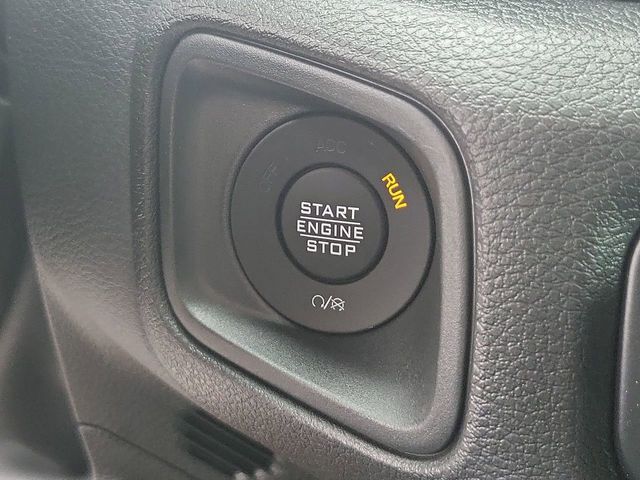 OFF
ACC
RUN
START
ENGINE
STOP